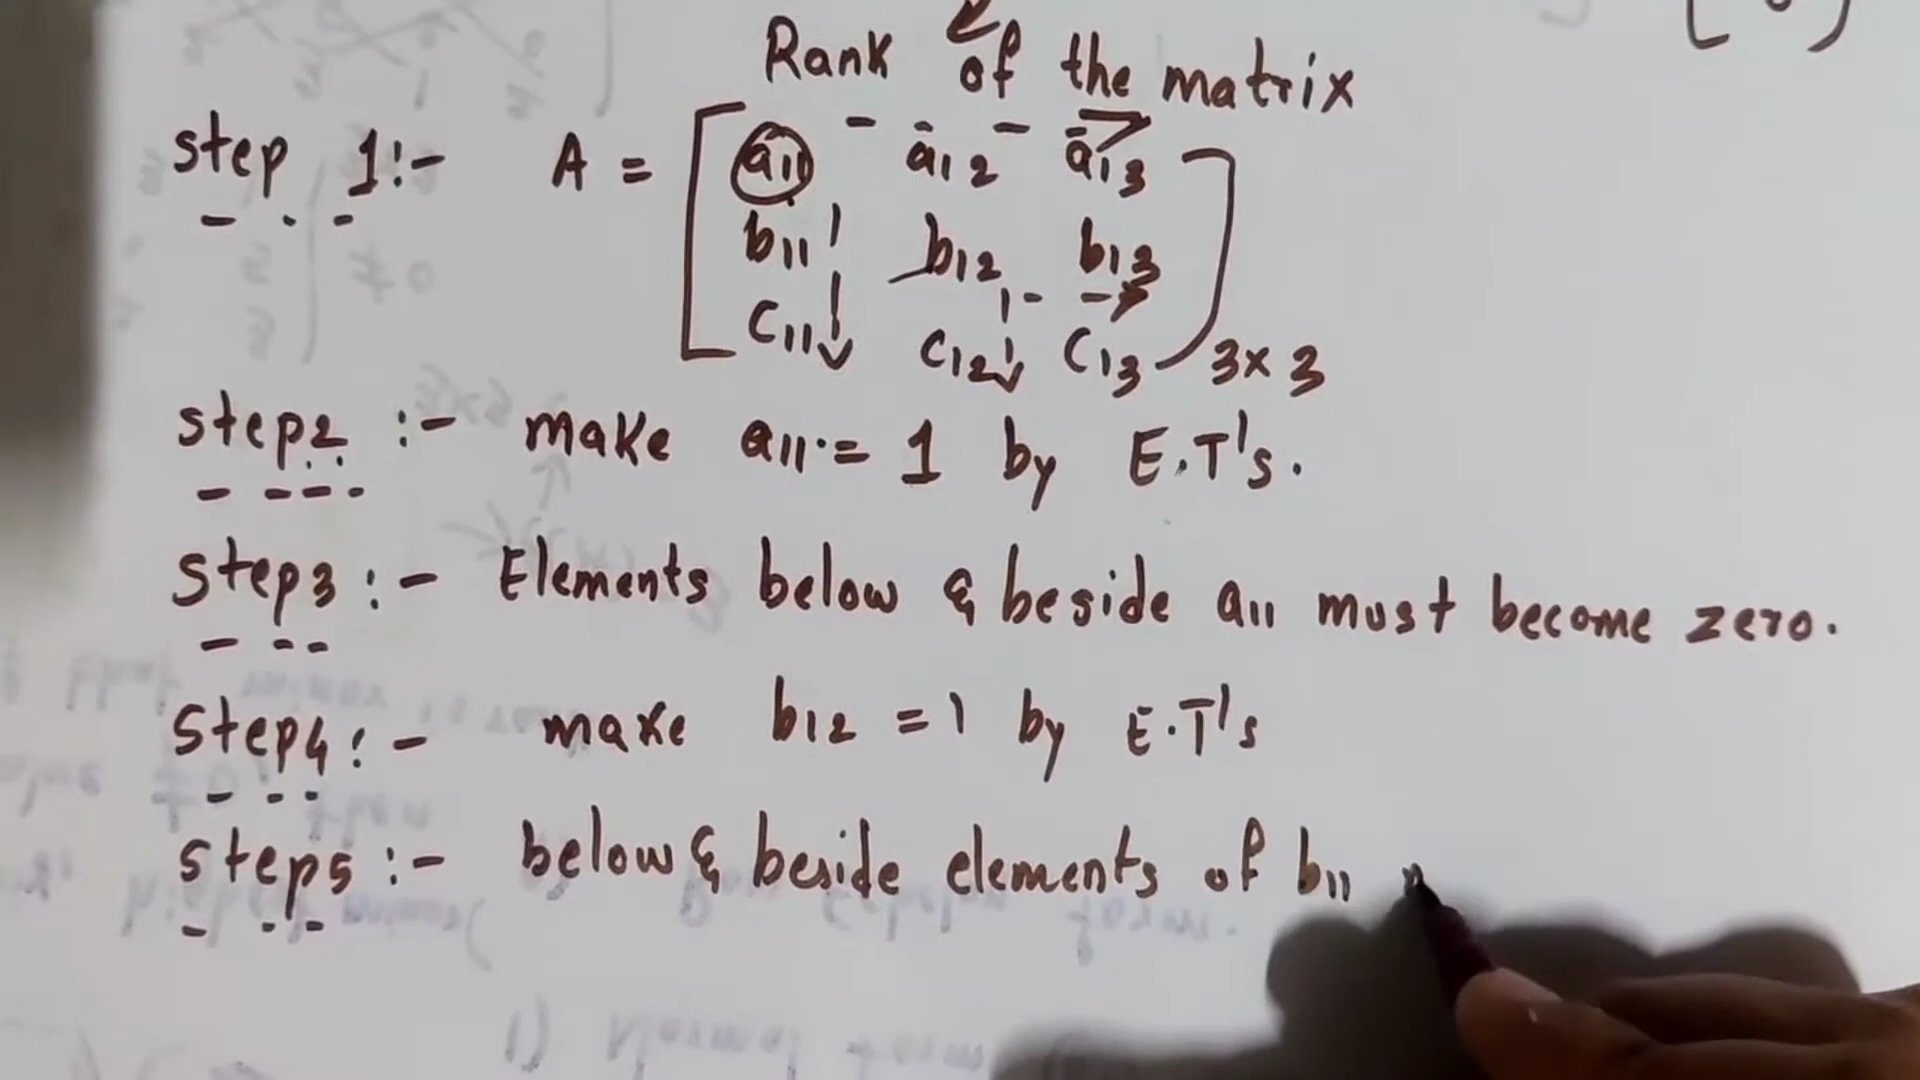 Rank of the matrix
step 1:- A = [ a11 a12 a13
b11 b12 b13
c11 c12 c13 ] 3x3
step2 :- make a11 = 1 by E.T's.
step3 :- Elements below & beside a11 must become zero.
step4 :- make b12 = 1 by E.T's
step5 :- below & beside elements of b11